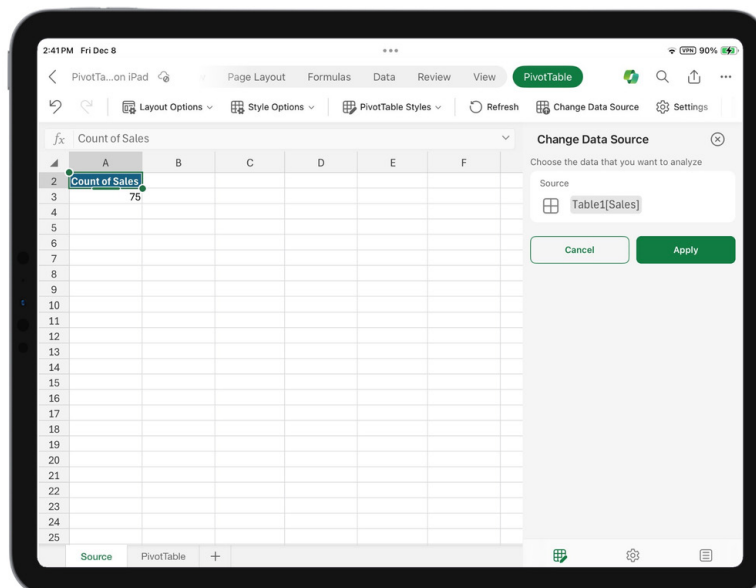 2:41 PM Fri Dec 8
VPN 90%
PivotTa...on iPad Page Layout Formulas Data Review View PivotTable
Layout Options Style Options PivotTable Styles Refresh Change Data Source Settings
fx Count of Sales
Change Data Source
Choose the data that you want to analyze
Source
Table1[Sales]
Cancel Apply
A B C D E F
2 Count of Sales
3 75
4
5
6
7
8
9
10
11
12
13
14
15
16
17
18
19
20
21
22
23
24
25
Source PivotTable +